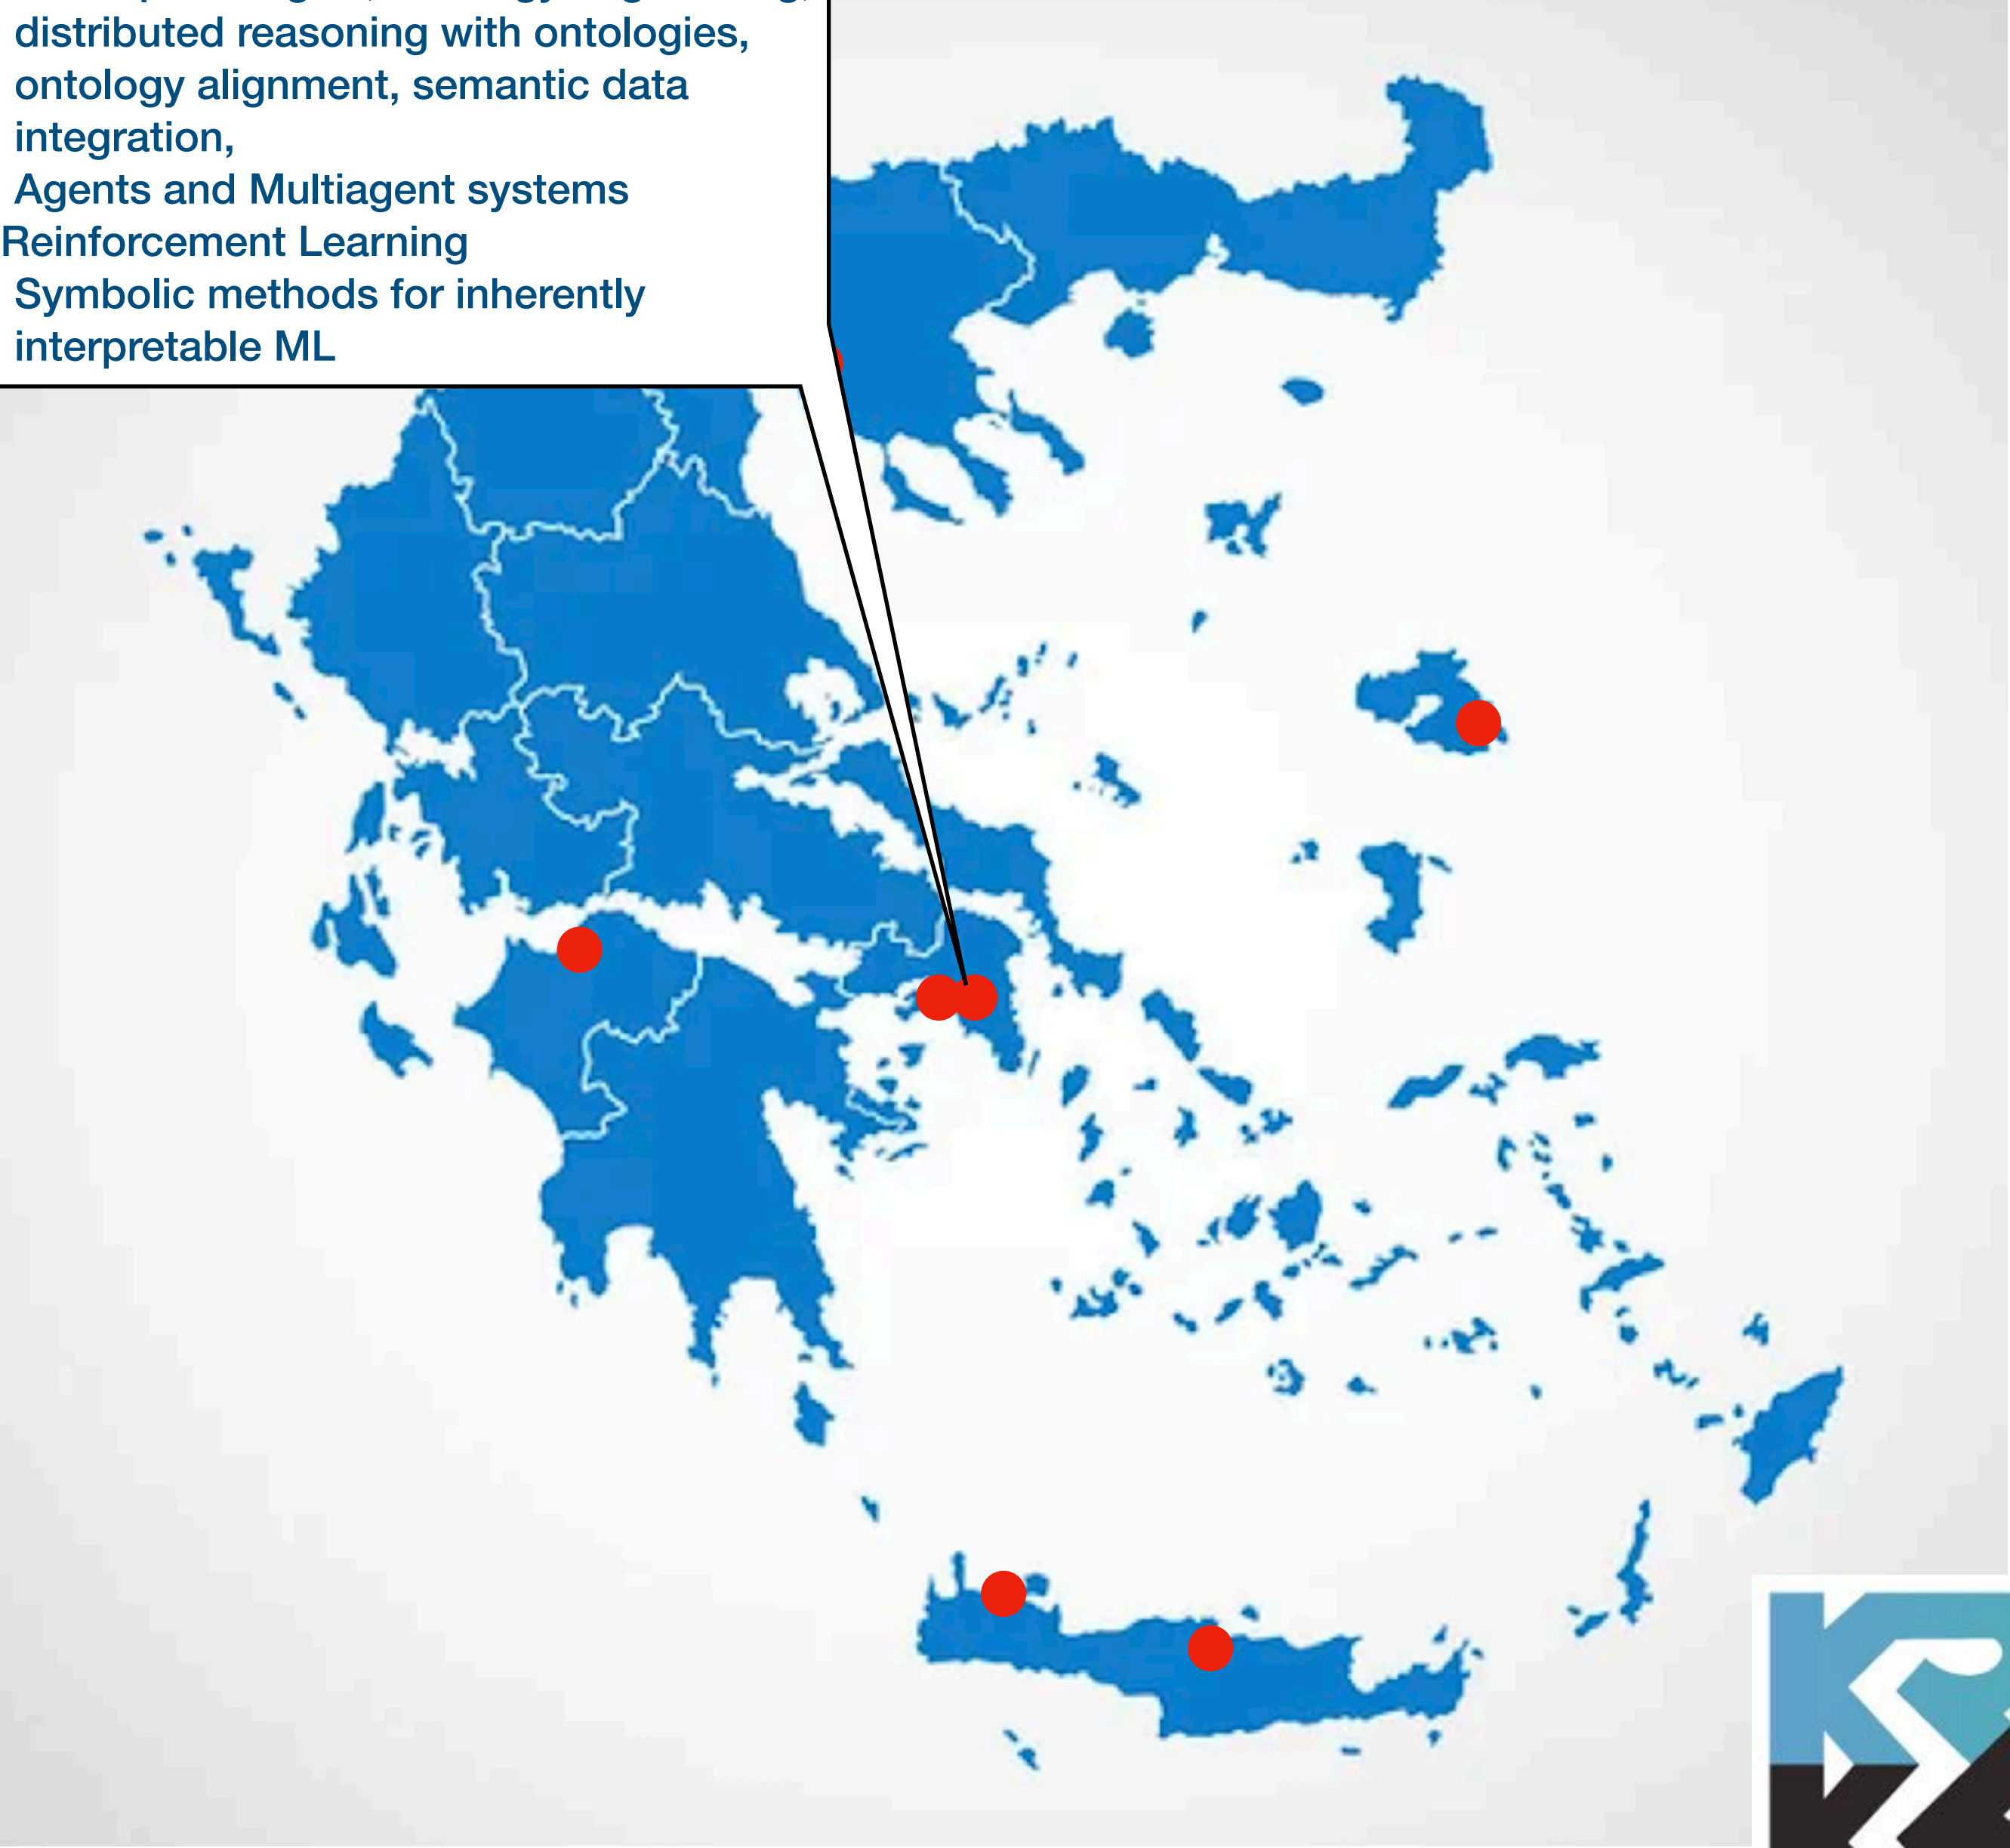 distributed reasoning with ontologies,
ontology alignment, semantic data
integration,
Agents and Multiagent systems
Reinforcement Learning
Symbolic methods for inherently
interpretable ML